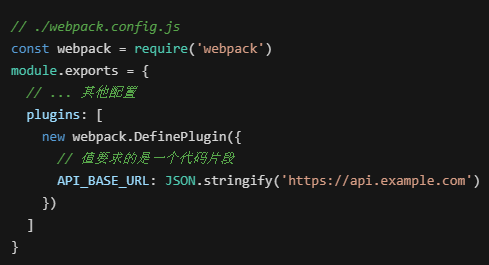 // ./webpack.config.js
const webpack = require('webpack')
module.exports = {
  // ... 其他配置
  plugins: [
    new webpack.DefinePlugin({
      // 值要求的是一个代码片段
      API_BASE_URL: JSON.stringify('https://api.example.com')
    })
  ]
}